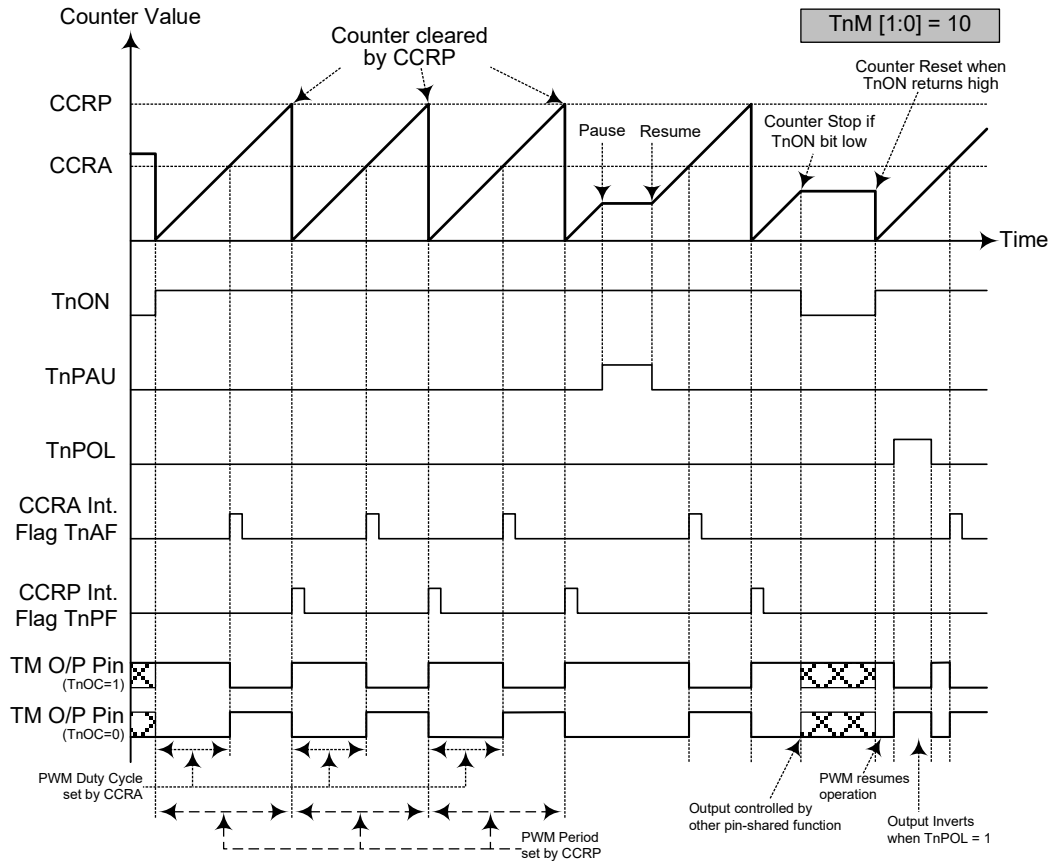 Counter Value
TnM [1:0] = 10
Counter cleared
by CCRP
Counter Reset when
TnON returns high
CCRP
Counter Stop if
TnON bit low
Pause
Resume
CCRA
Time
TnON
TnPAU
TnPOL
CCRA Int.
Flag TnAF
CCRP Int.
Flag TnPF
TM O/P Pin
(TnOC=1)
TM O/P Pin
(TnOC=0)
PWM Duty Cycle
set by CCRA
PWM resumes
operation
Output controlled by
other pin-shared function
Output Inverts
when TnPOL = 1
PWM Period
set by CCRP